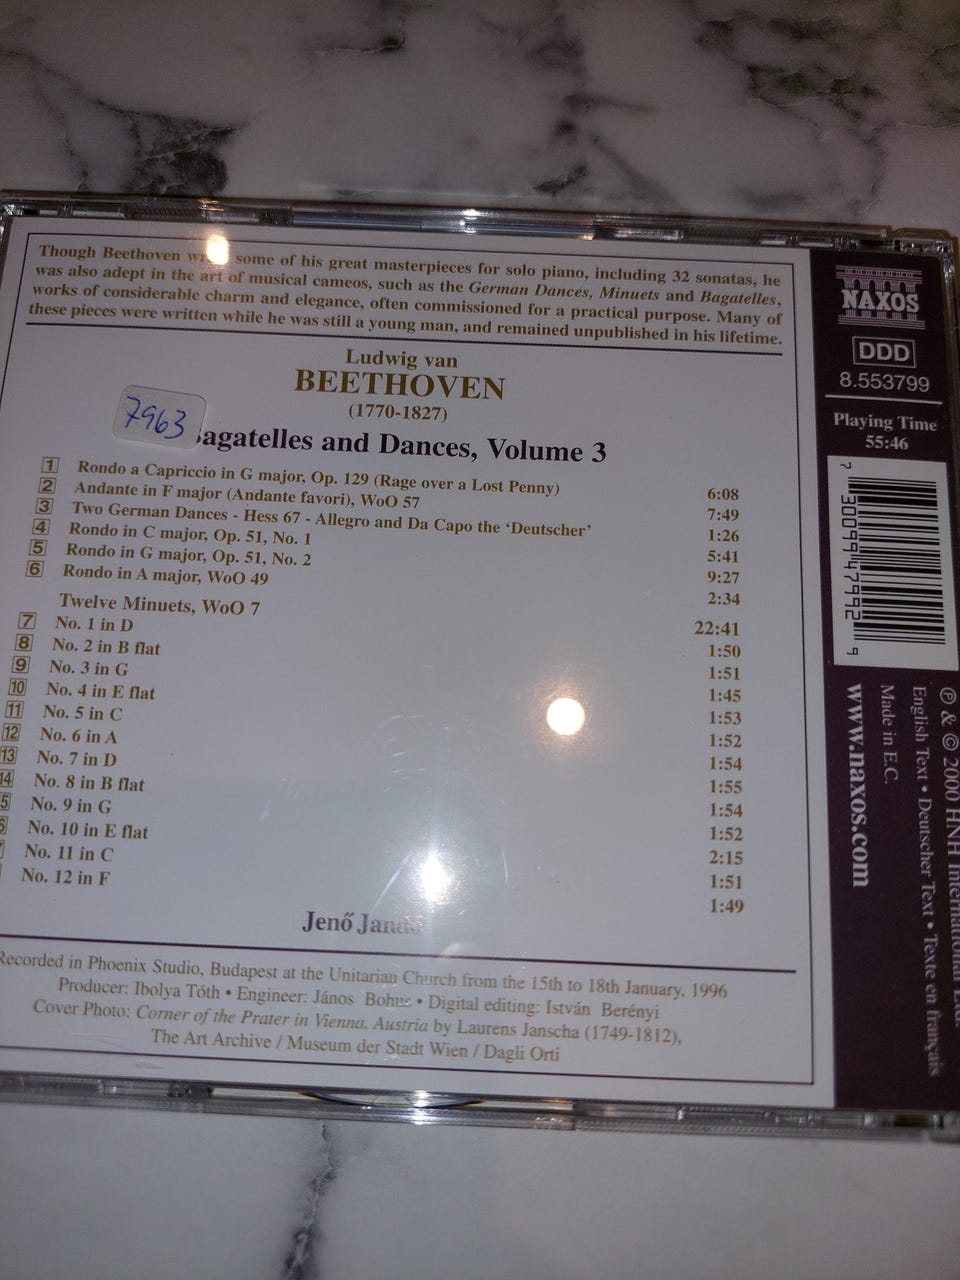 Though Beethoven some of his great masterpieces for solo piano, including 32 sonatas, he
was also adept in the art of musical cameos, such as the German Dances, Minuets and Bagatelles,
works of considerable charm and elegance, often commissioned for a practical purpose. Many of
these pieces were written while he was still a young man, and remained unpublished in his lifetime.
Ludwig van
BEETHOVEN
(1770-1827)
7963
agatelles and Dances, Volume 3
1 Rondo a Capriccio in G major, Op. 129 (Rage over a Lost Penny) 6:08
2 Andante in F major (Andante favori), WoO 57 7:49
3 Two German Dances - Hess 67 - Allegro and Da Capo the ‘Deutscher’ 1:26
4 Rondo in C major, Op. 51, No. 1 5:41
5 Rondo in G major, Op. 51, No. 2 9:27
6 Rondo in A major, WoO 49 2:34
Twelve Minuets, WoO 7 22:41
7 No. 1 in D 1:50
8 No. 2 in B flat 1:51
9 No. 3 in G 1:45
10 No. 4 in E flat 1:53
11 No. 5 in C 1:52
12 No. 6 in A 1:54
13 No. 7 in D 1:55
14 No. 8 in B flat 1:54
5 No. 9 in G 1:52
No. 10 in E flat 2:15
No. 11 in C 1:51
No. 12 in F 1:49
Jenő Jandó
Recorded in Phoenix Studio, Budapest at the Unitarian Church from the 15th to 18th January, 1996
Producer: Ibolya Tóth • Engineer: János Bohus • Digital editing: István Berényi
Cover Photo: Corner of the Prater in Vienna, Austria by Laurens Janscha (1749-1812),
The Art Archive / Museum der Stadt Wien / Dagli Orti
NAXOS
DDD
8.553799
Playing Time
55:46
7 30099 47992 9
℗ & © 2000 HNH International Ltd.
English Text • Deutscher Text • Texte en français
Made in E.C.
www.naxos.com